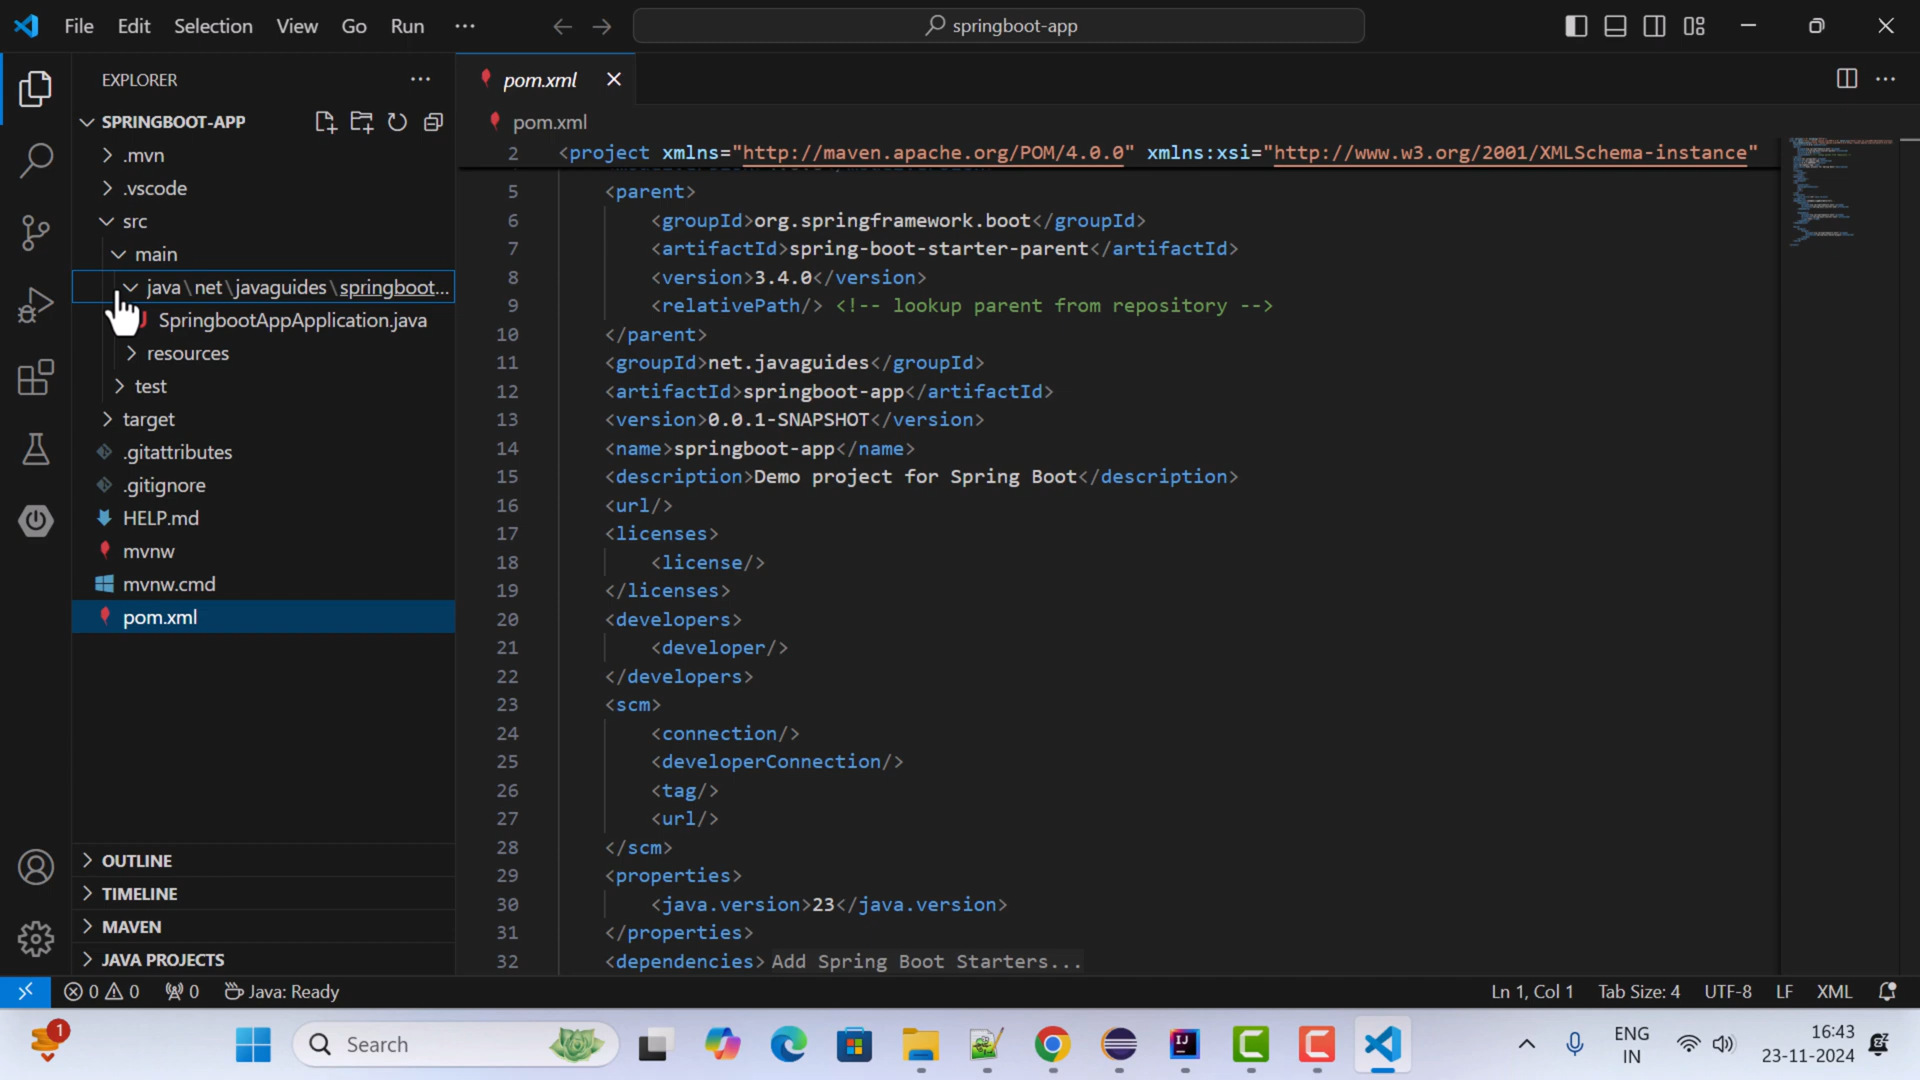 File Edit Selection View Go Run ··· springboot-app
EXPLORER ···
SPRINGBOOT-APP
.mvn
.vscode
src
main
java\net\javaguides\springboot...
SpringbootAppApplication.java
resources
test
target
.gitattributes
.gitignore
HELP.md
mvnw
mvnw.cmd
pom.xml
OUTLINE
TIMELINE
MAVEN
JAVA PROJECTS
pom.xml
pom.xml
2 <project xmlns="http://maven.apache.org/POM/4.0.0" xmlns:xsi="http://www.w3.org/2001/XMLSchema-instance"
5 <parent>
6 <groupId>org.springframework.boot</groupId>
7 <artifactId>spring-boot-starter-parent</artifactId>
8 <version>3.4.0</version>
9 <relativePath/> <!-- lookup parent from repository -->
10 </parent>
11 <groupId>net.javaguides</groupId>
12 <artifactId>springboot-app</artifactId>
13 <version>0.0.1-SNAPSHOT</version>
14 <name>springboot-app</name>
15 <description>Demo project for Spring Boot</description>
16 <url/>
17 <licenses>
18 <license/>
19 </licenses>
20 <developers>
21 <developer/>
22 </developers>
23 <scm>
24 <connection/>
25 <developerConnection/>
26 <tag/>
27 <url/>
28 </scm>
29 <properties>
30 <java.version>23</java.version>
31 </properties>
32 <dependencies> Add Spring Boot Starters...
0 0 0 Java: Ready Ln 1, Col 1 Tab Size: 4 UTF-8 LF XML
1 Search ENG 16:43
IN 23-11-2024